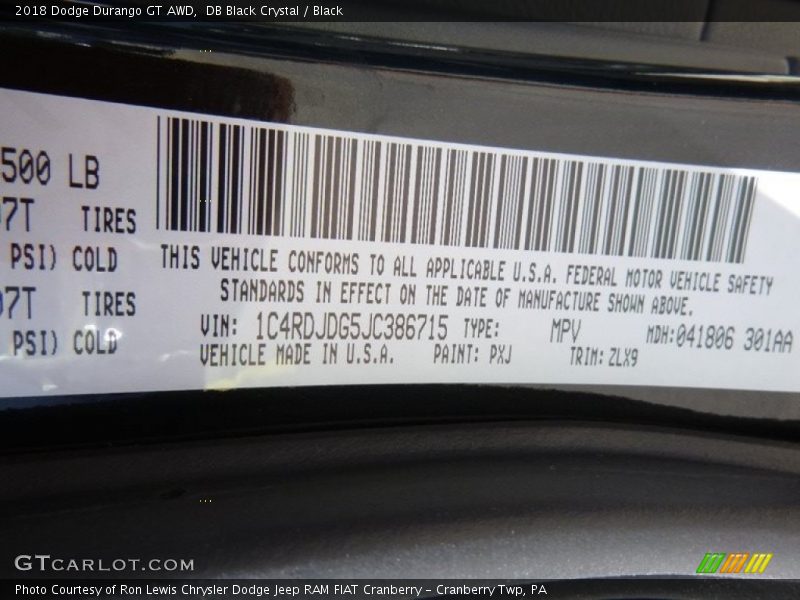 2018 Dodge Durango GT AWD,  DB Black Crystal / Black
500 LB
7T TIRES
PSI) COLD
7T TIRES
PSI) COLD
THIS VEHICLE CONFORMS TO ALL APPLICABLE U.S.A. FEDERAL MOTOR VEHICLE SAFETY
STANDARDS IN EFFECT ON THE DATE OF MANUFACTURE SHOWN ABOVE.
VIN: 1C4RDJDG5JC386715 TYPE: MPV MDH:041806 301AA
VEHICLE MADE IN U.S.A. PAINT: PXJ TRIM: ZLX9
GTCARLOT.COM
Photo Courtesy of Ron Lewis Chrysler Dodge Jeep RAM FIAT Cranberry – Cranberry Twp, PA